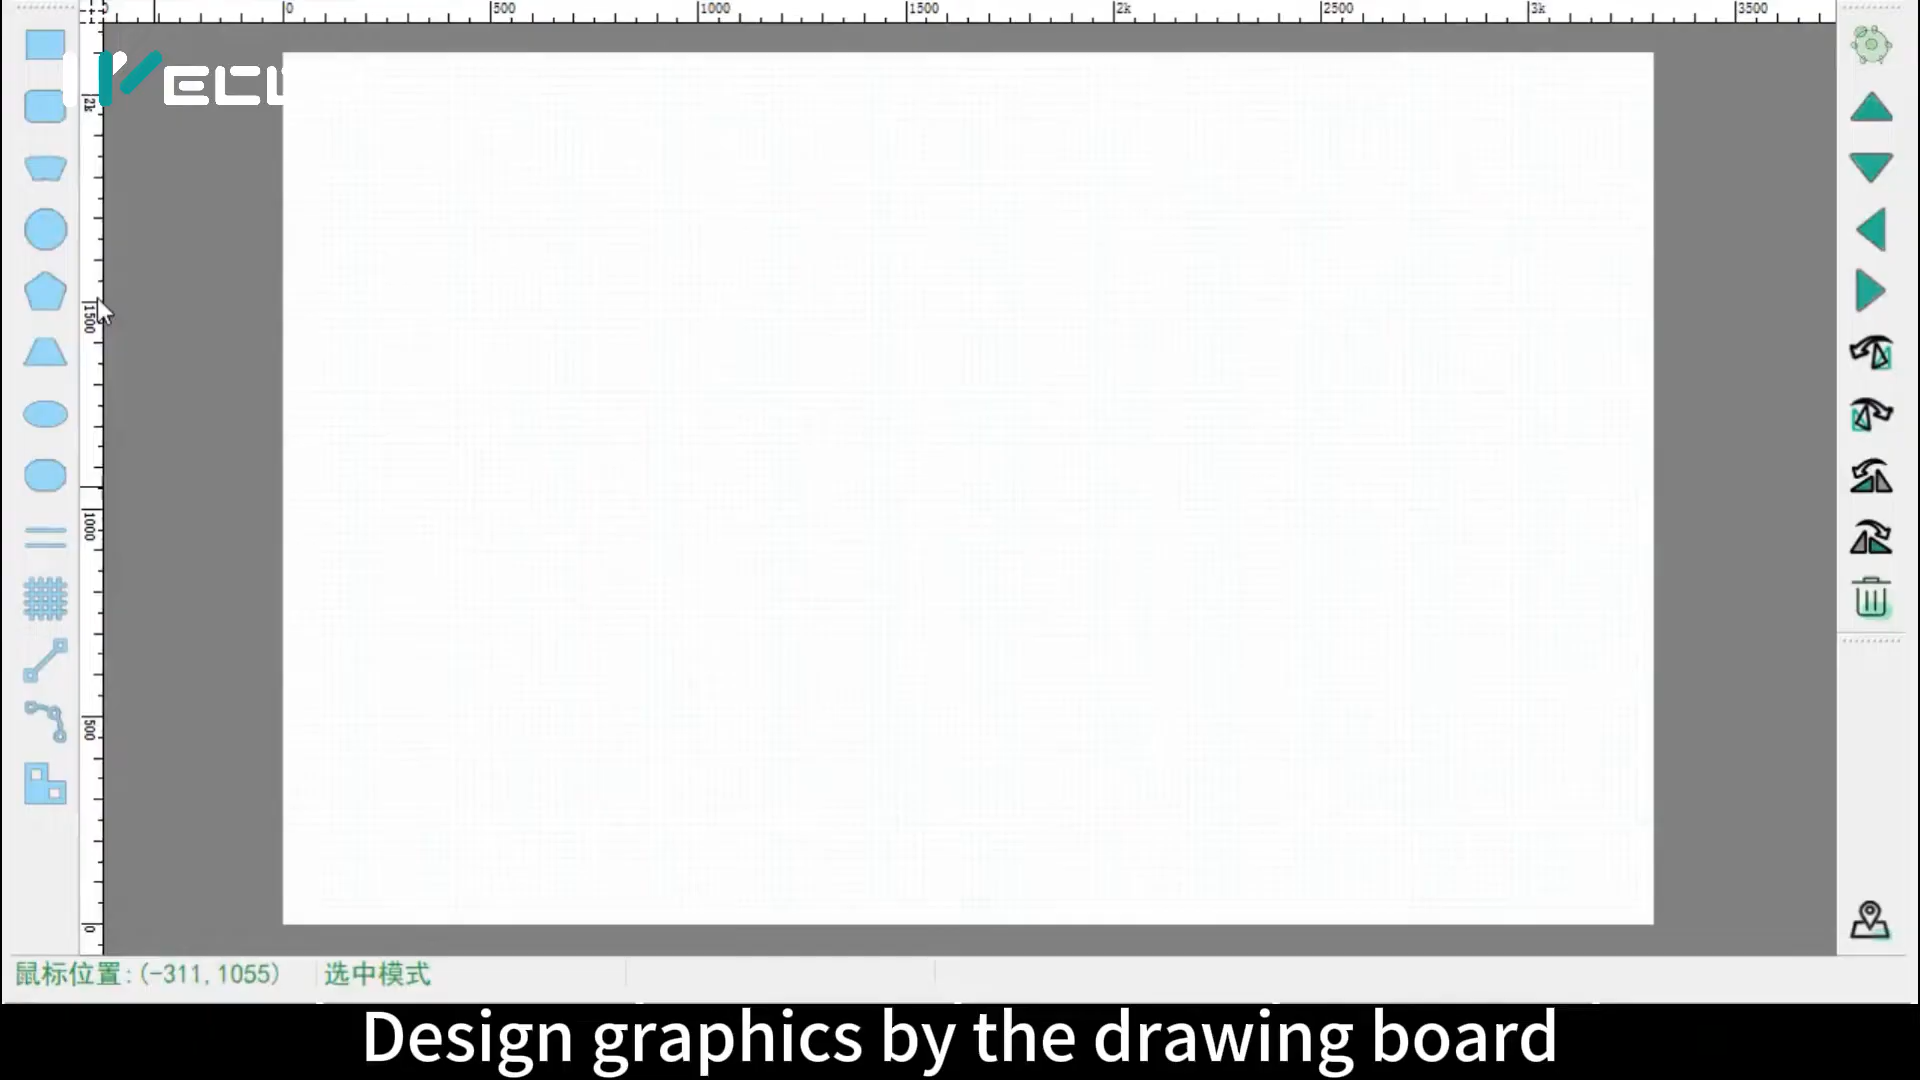 0 500 1000 1500 2k 2500 3k 3500
2k
1500
1000
500
0
鼠标位置:(-311,1055) 选中模式
Design graphics by the drawing board